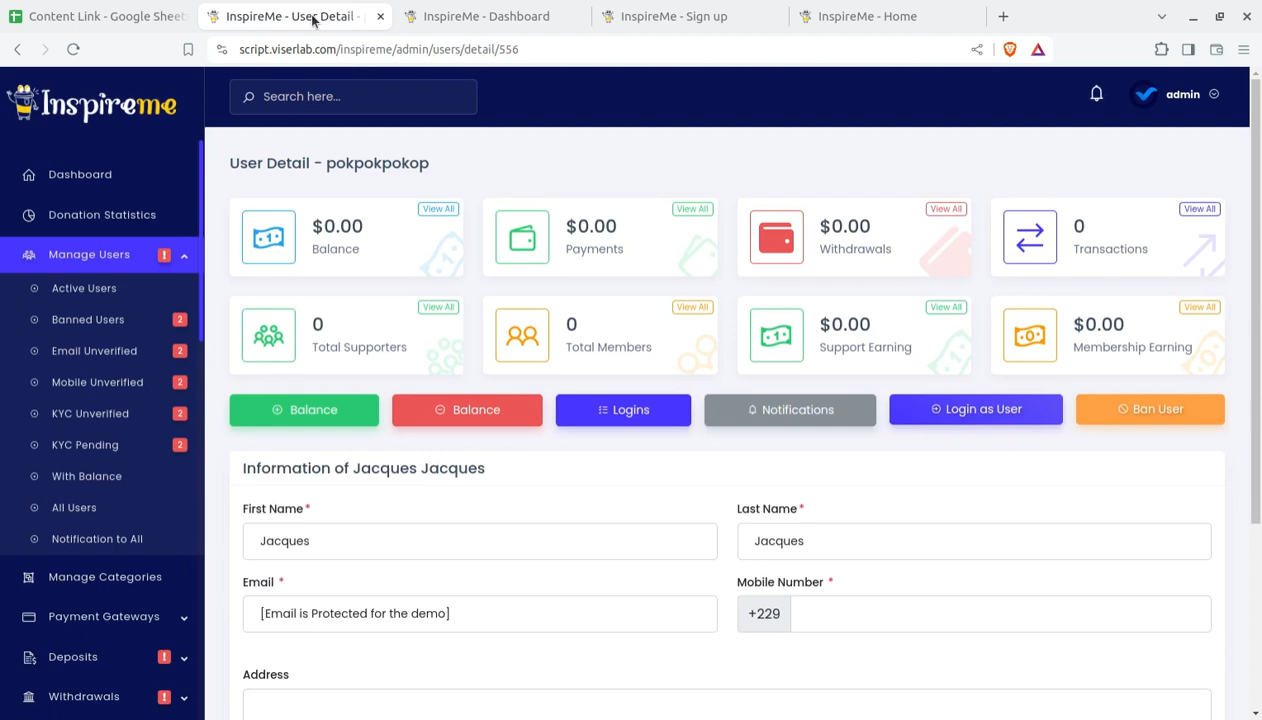 Content Link - Google Sheets
InspireMe - User Detail -
InspireMe - Dashboard
InspireMe - Sign up
InspireMe - Home
script.viserlab.com/inspireme/admin/users/detail/556
Inspireme
Search here...
admin
Dashboard
Donation Statistics
Manage Users
Active Users
Banned Users 2
Email Unverified 2
Mobile Unverified 2
KYC Unverified 2
KYC Pending 2
With Balance
All Users
Notification to All
Manage Categories
Payment Gateways
Deposits
Withdrawals
User Detail - pokpokpokop
View All
$0.00
Balance
View All
$0.00
Payments
View All
$0.00
Withdrawals
View All
0
Transactions
View All
0
Total Supporters
View All
0
Total Members
View All
$0.00
Support Earning
View All
$0.00
Membership Earning
Balance
Balance
Logins
Notifications
Login as User
Ban User
Information of Jacques Jacques
First Name *
Last Name *
Jacques
Jacques
Email *
Mobile Number *
[Email is Protected for the demo]
+229
Address